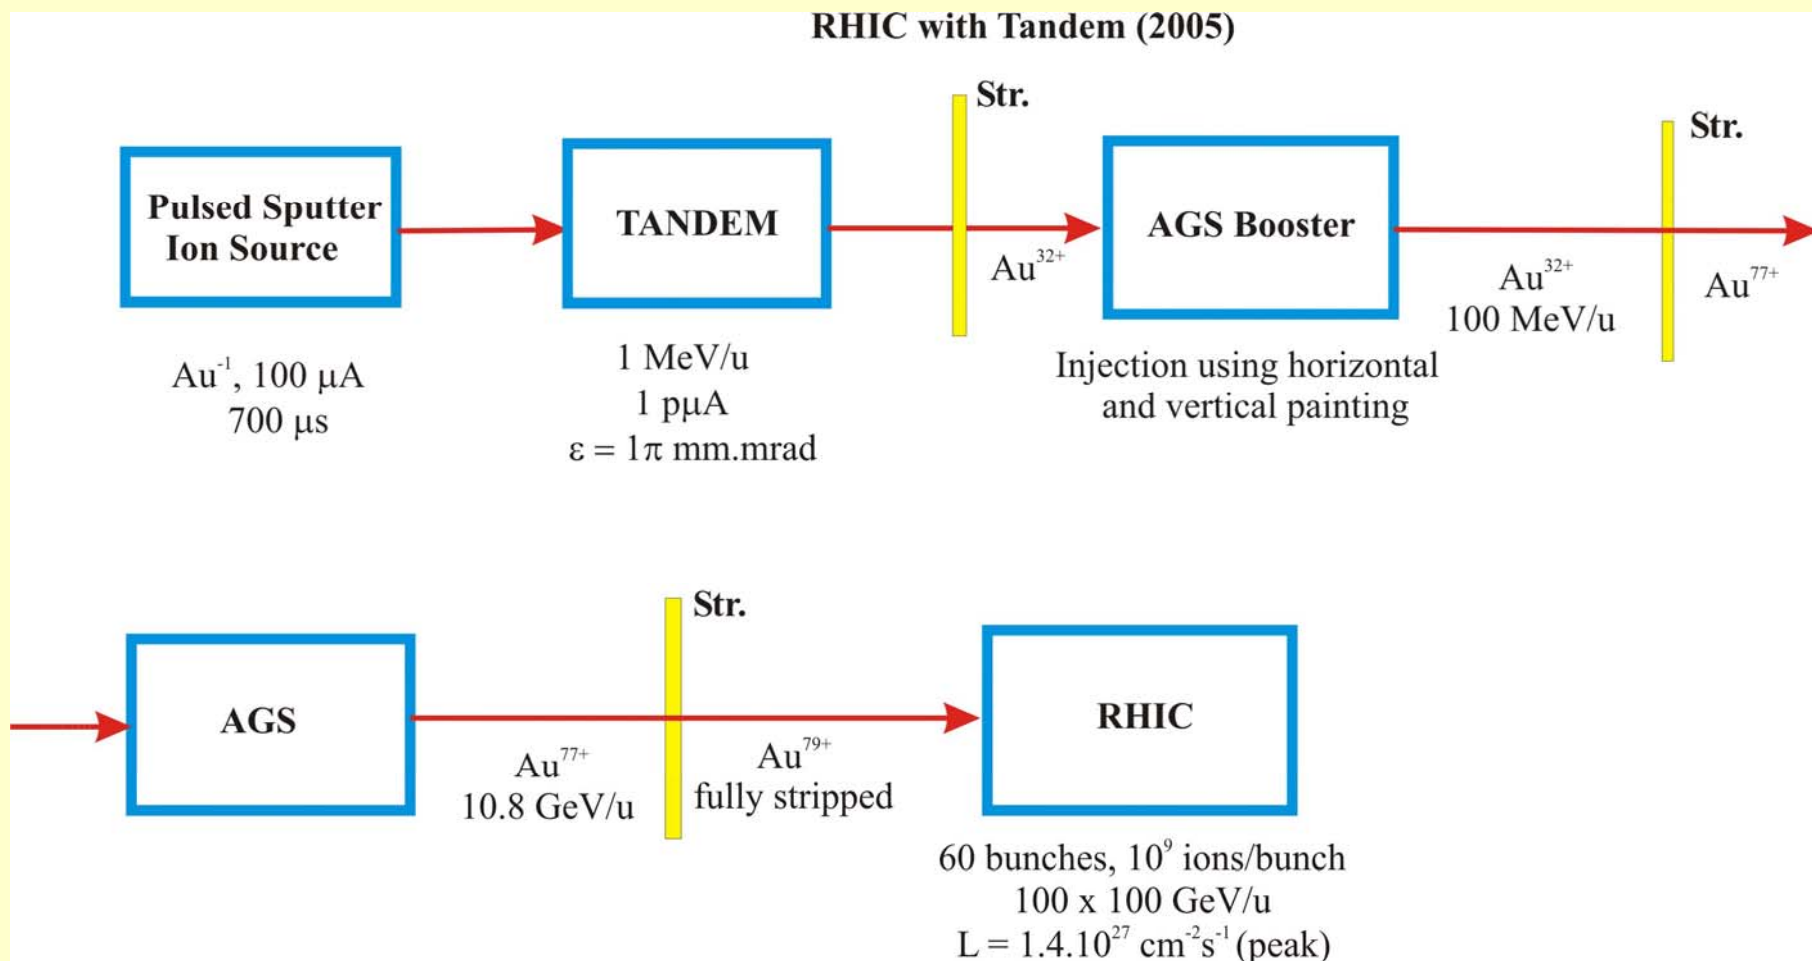 RHIC with Tandem (2005)
Str.
Str.
Pulsed Sputter
Ion Source
TANDEM
AGS Booster
Au³²⁺
Au³²⁺
100 MeV/u
Au⁷⁷⁺
Au⁻¹, 100 μA
700 μs
1 MeV/u
1 pμA
ε = 1π mm.mrad
Injection using horizontal
and vertical painting
Str.
AGS
RHIC
Au⁷⁷⁺
10.8 GeV/u
Au⁷⁹⁺
fully stripped
60 bunches, 10⁹ ions/bunch
100 x 100 GeV/u
L = 1.4.10²⁷ cm⁻²s⁻¹ (peak)